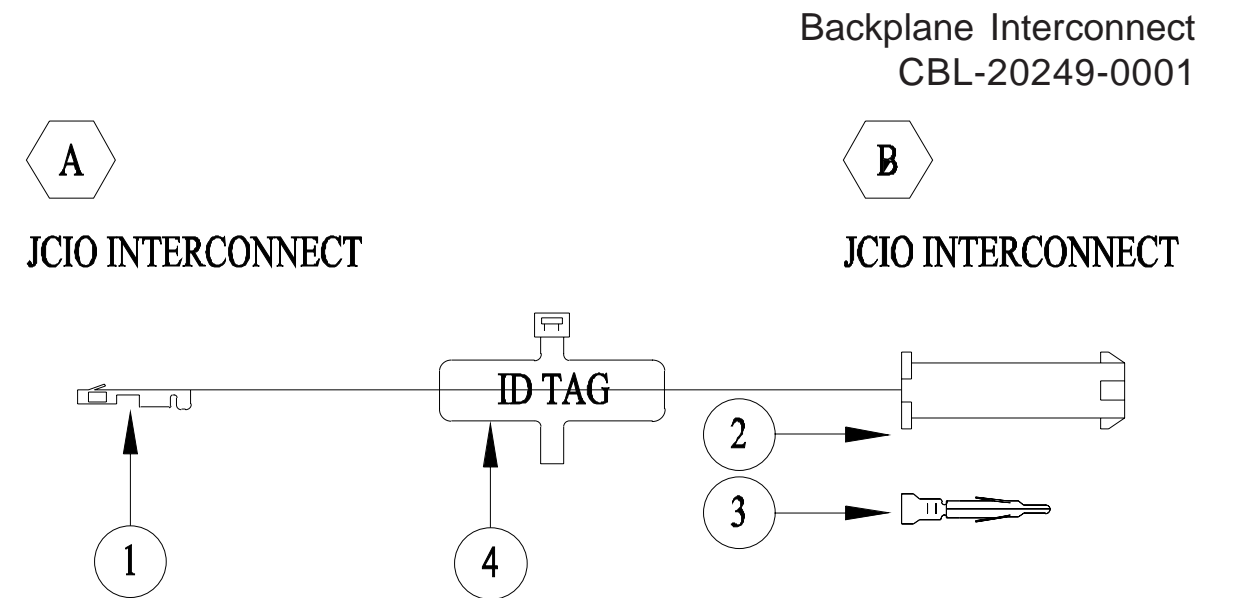 Backplane Interconnect
CBL-20249-0001
A
B
JCIO INTERCONNECT
JCIO INTERCONNECT
ID TAG
2
3
1
4